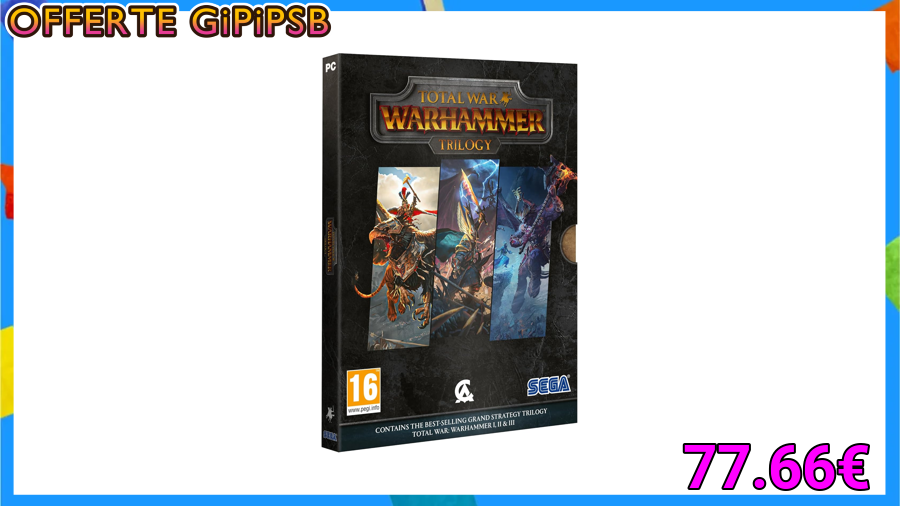 OFFERTE GiPiPSB
PC
TOTAL WAR
WARHAMMER
TRILOGY
16
www.pegi.info
SEGA
SEGA
CONTAINS THE BEST-SELLING GRAND STRATEGY TRILOGY
TOTAL WAR: WARHAMMER I, II & III
77.66€